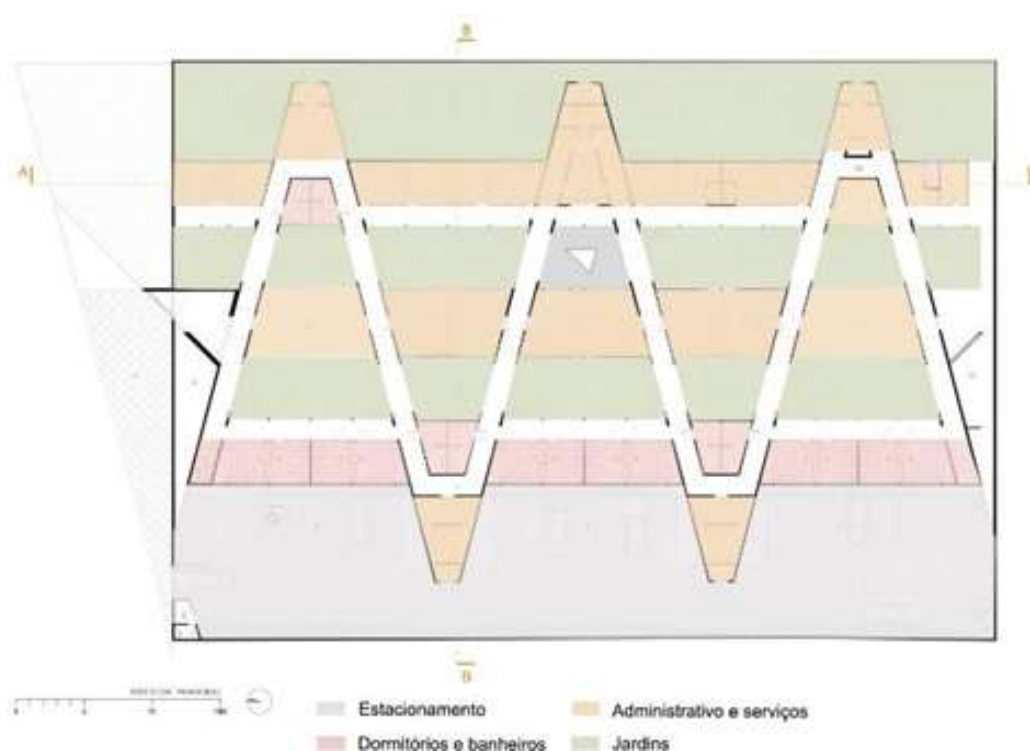 B
A
B
Estacionamento
Administrativo e serviços
Dormitórios e banheiros
Jardins